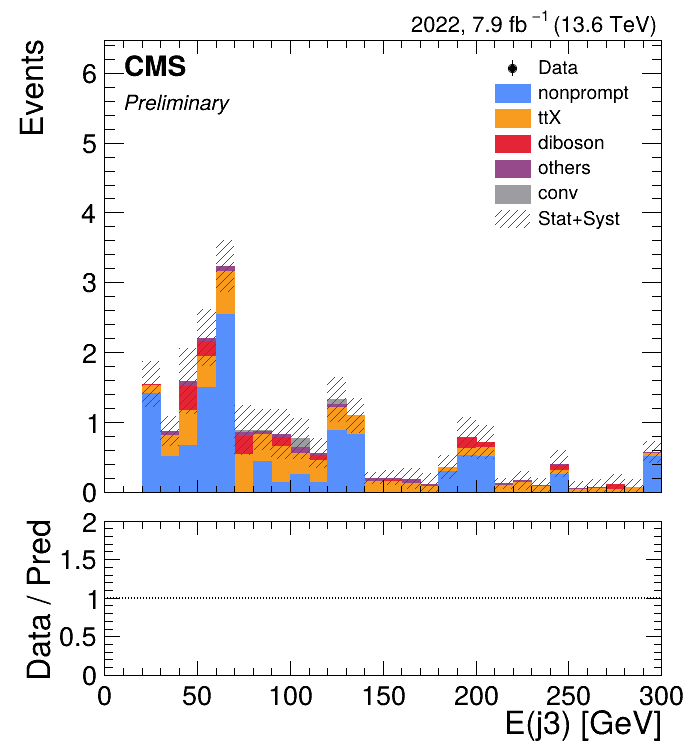 2022, 7.9 fb⁻¹ (13.6 TeV)
Events
CMS
Preliminary
Data
nonprompt
ttX
diboson
others
conv
Stat+Syst
6
5
4
3
2
1
0
Data / Pred
2
1.5
1
0.5
0
0 50 100 150 200 250 300
E(j3) [GeV]